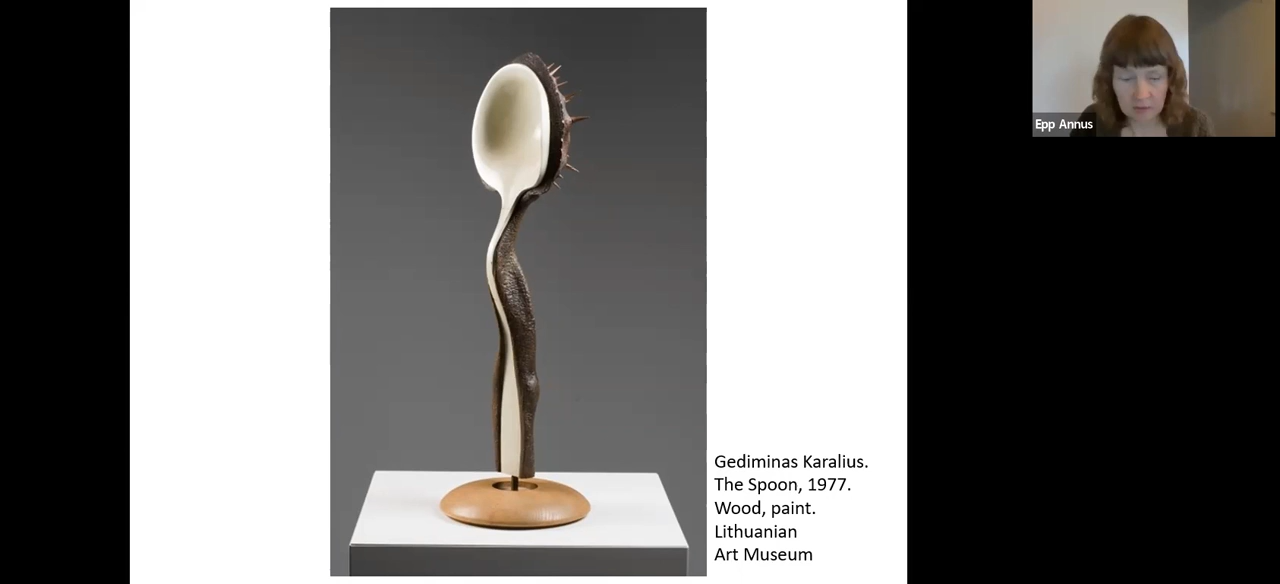 Epp Annus
Gediminas Karalius.
The Spoon, 1977.
Wood, paint.
Lithuanian
Art Museum